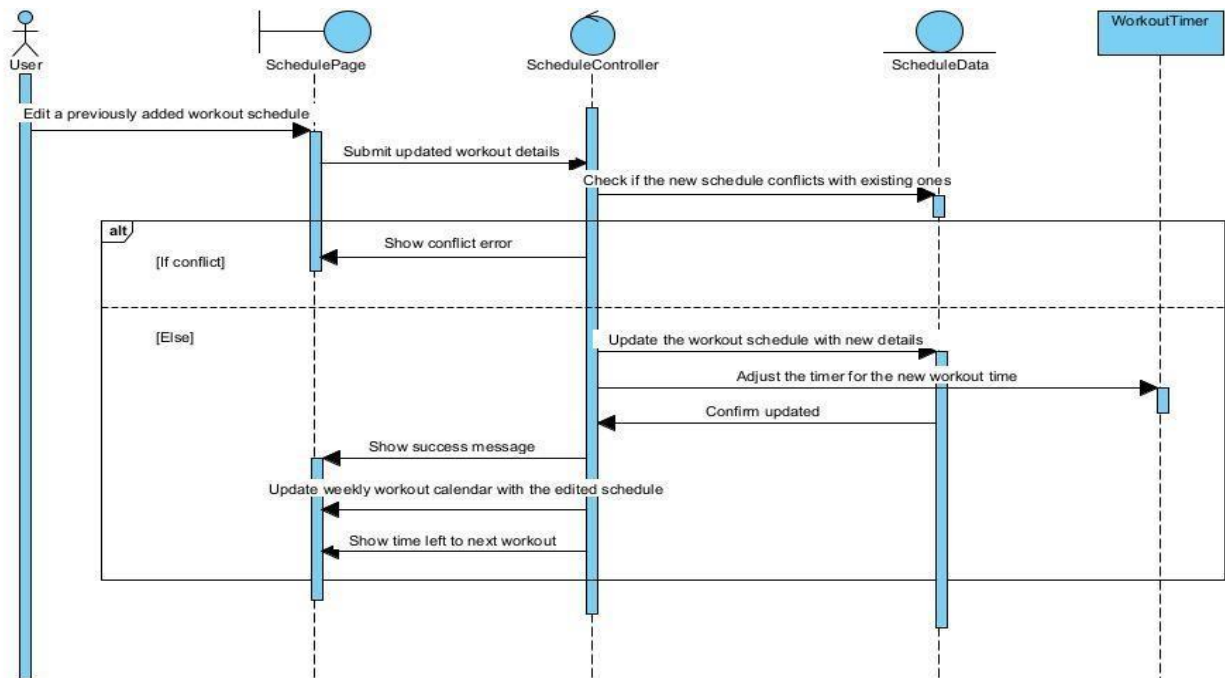 WorkoutTimer
User
SchedulePage
ScheduleController
ScheduleData
Edit a previously added workout schedule
Submit updated workout details
Check if the new schedule conflicts with existing ones
alt
Show conflict error
[If conflict]
[Else]
Update the workout schedule with new details
Adjust the timer for the new workout time
Confirm updated
Show success message
Update weekly workout calendar with the edited schedule
Show time left to next workout